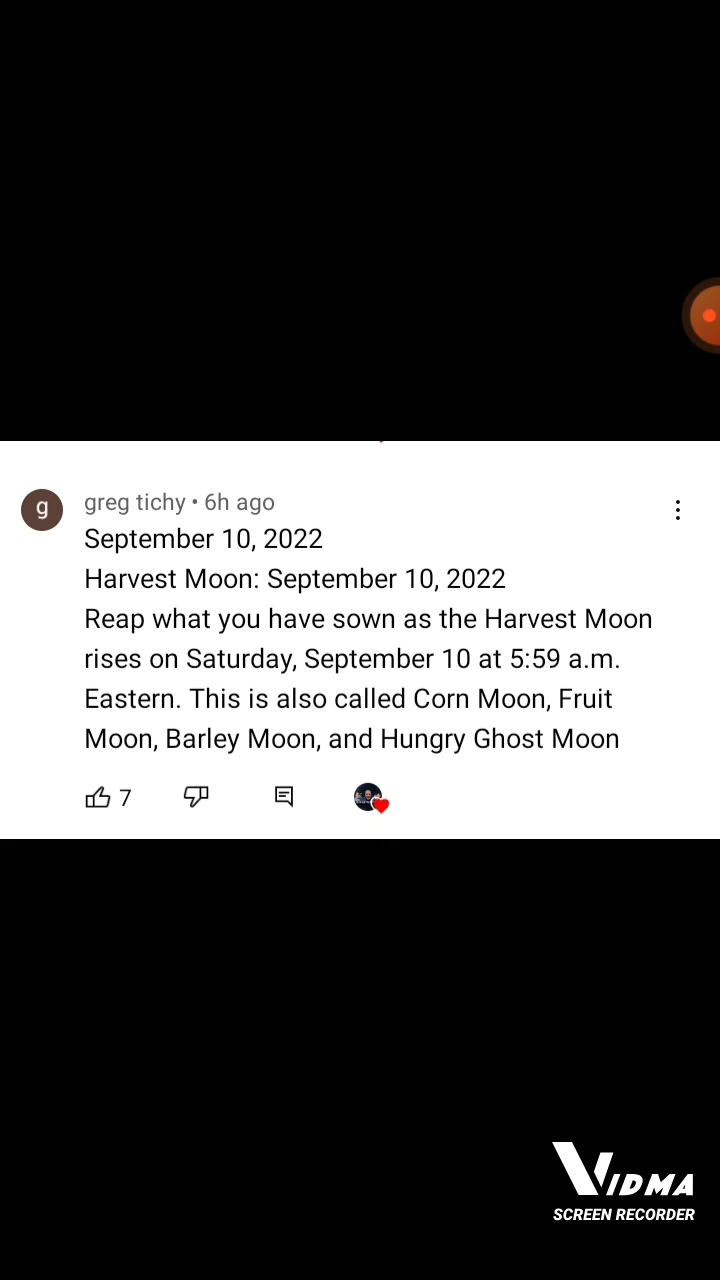 g
greg tichy • 6h ago
September 10, 2022
Harvest Moon: September 10, 2022
Reap what you have sown as the Harvest Moon
rises on Saturday, September 10 at 5:59 a.m.
Eastern. This is also called Corn Moon, Fruit
Moon, Barley Moon, and Hungry Ghost Moon
7
VIDMA
SCREEN RECORDER